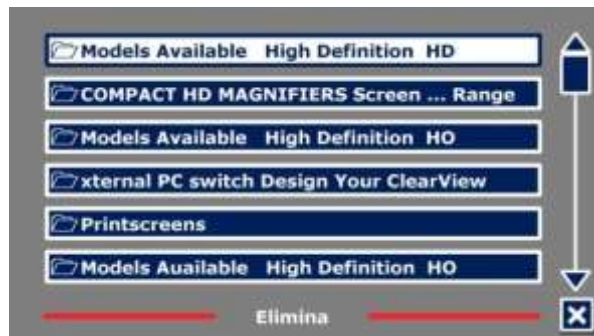 Models Available High Definition HD
COMPACT HD MAGNIFIERS Screen ... Range
Models Available High Definition HO
xternal PC switch Design Your ClearView
Printscreens
Models Auailable High Definition HO
Elimina